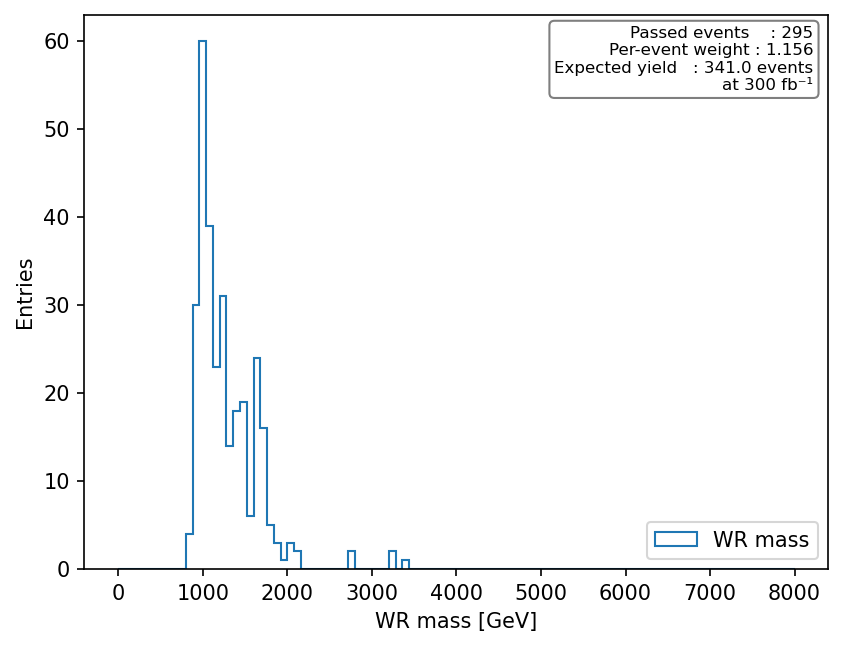 Passed events : 295
Per-event weight : 1.156
Expected yield : 341.0 events
at 300 fb⁻¹
60
50
40
30
20
10
0
Entries
WR mass
0 1000 2000 3000 4000 5000 6000 7000 8000
WR mass [GeV]